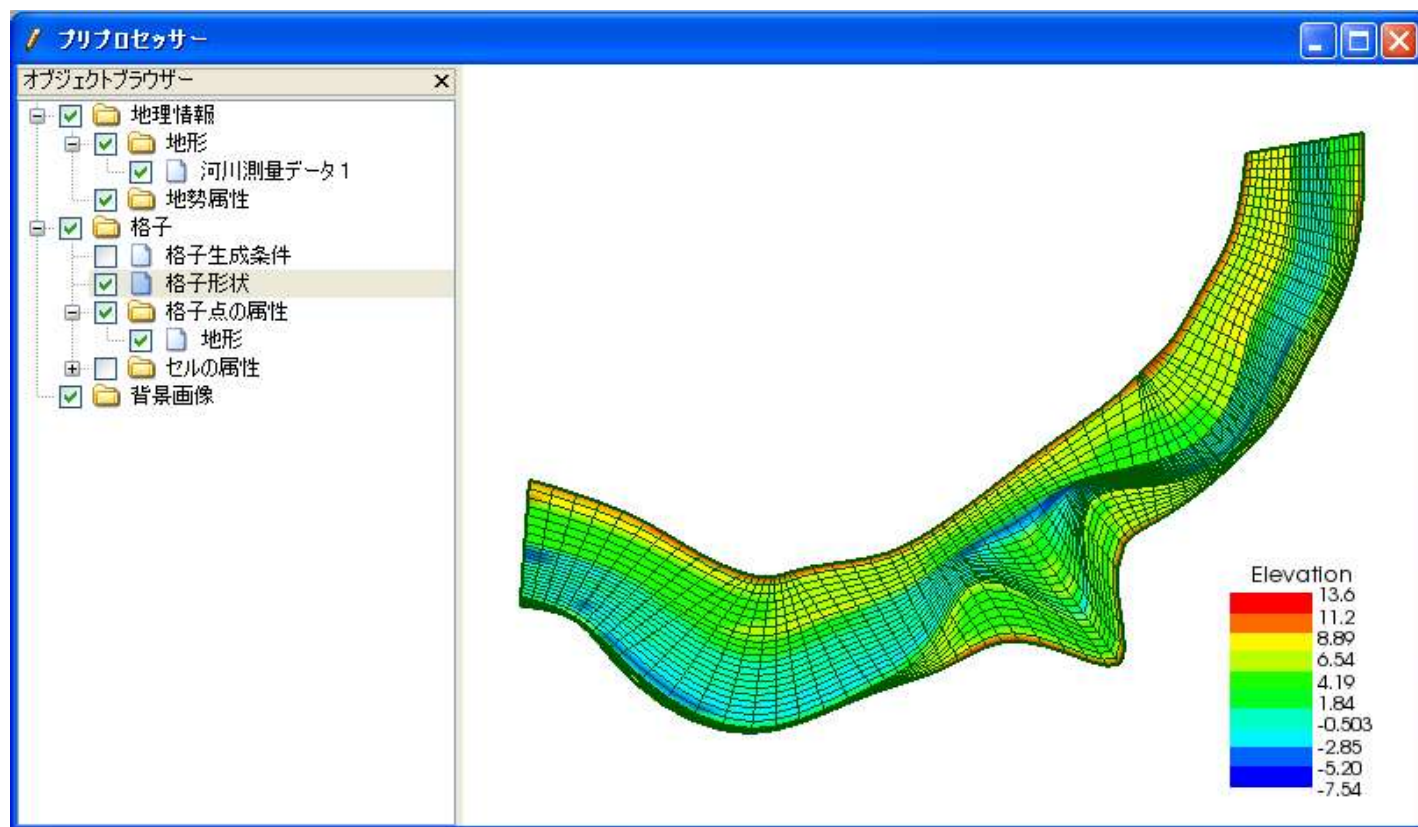 プリプロセッサー
オブジェクトブラウザー
地理情報
地形
河川測量データ1
地勢属性
格子
格子生成条件
格子形状
格子点の属性
地形
セルの属性
背景画像
Elevation
13.6
11.2
8.89
6.54
4.19
1.84
-0.503
-2.85
-5.20
-7.54